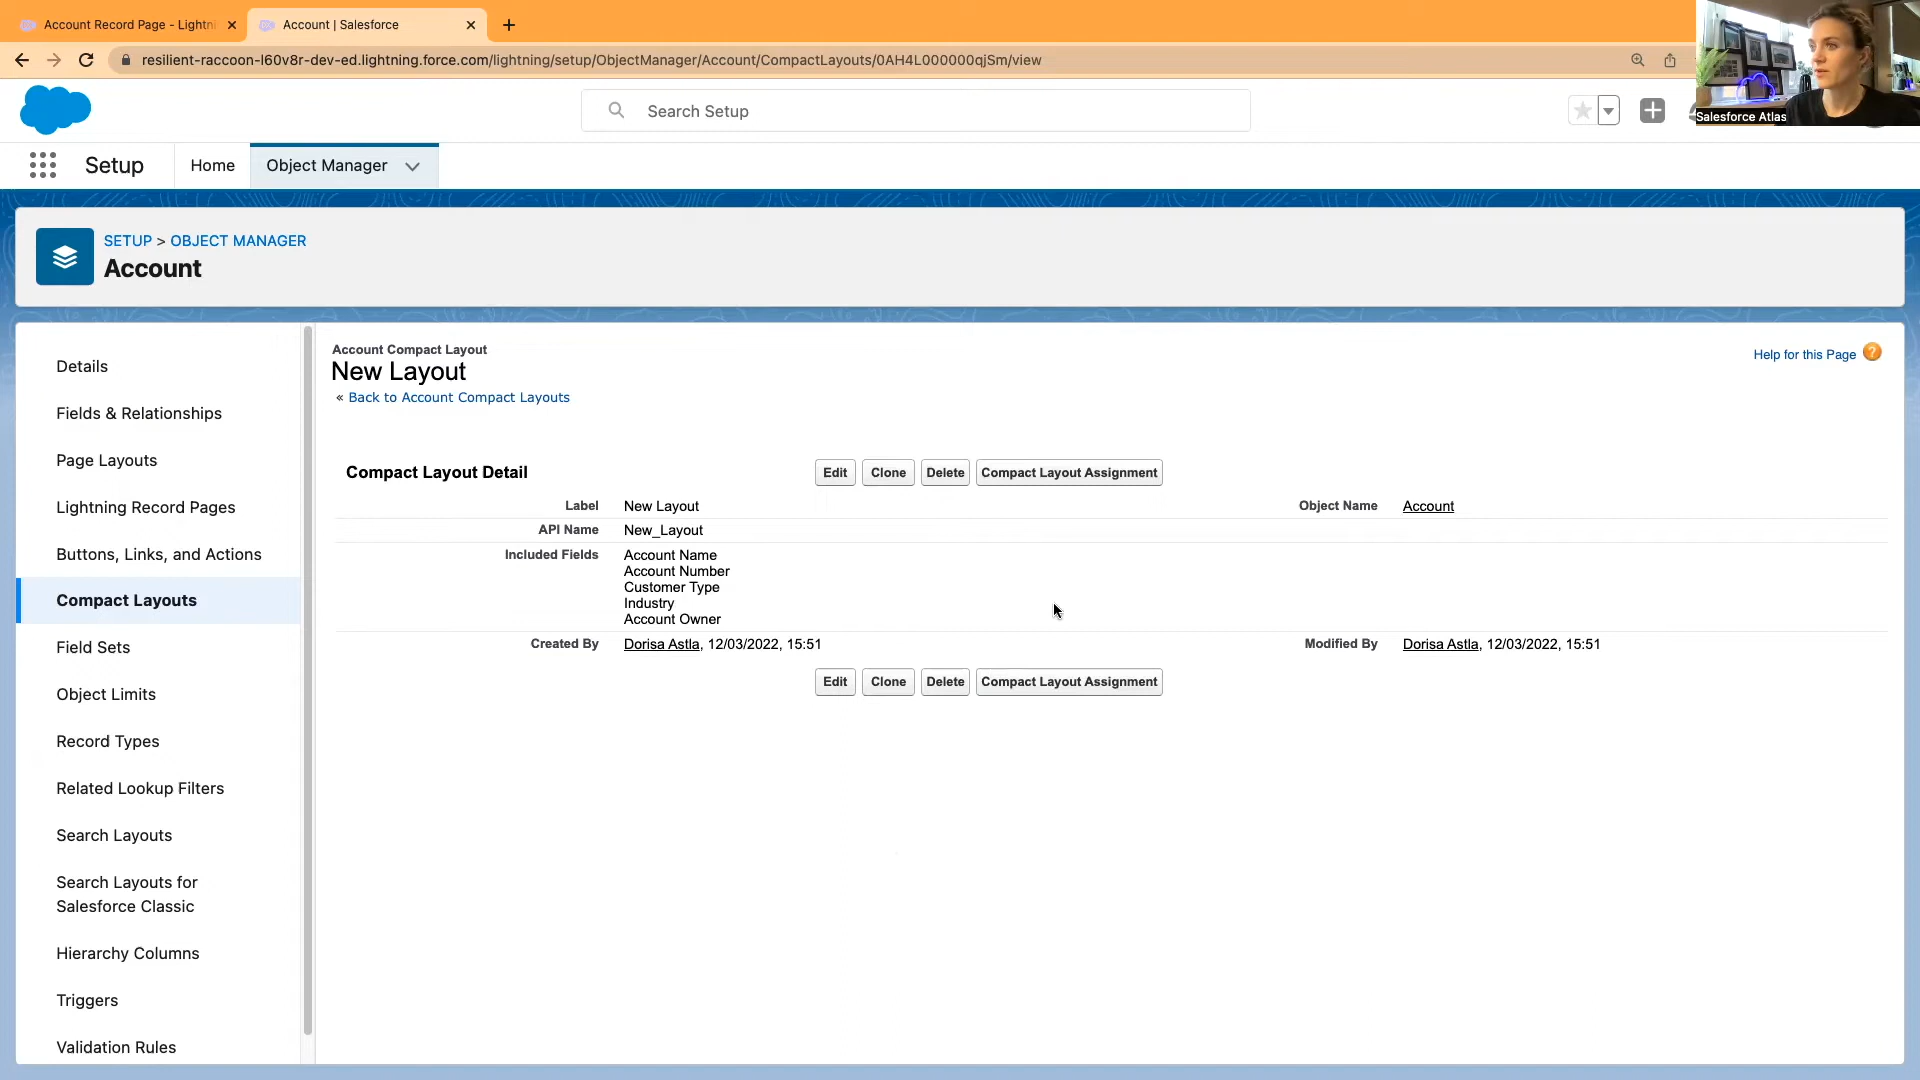 Account Record Page - Lightni
Account | Salesforce
resilient-raccoon-l60v8r-dev-ed.lightning.force.com/lightning/setup/ObjectManager/Account/CompactLayouts/0AH4L000000qjSm/view
Search Setup
Salesforce Atlas
Setup
Home
Object Manager
SETUP > OBJECT MANAGER
Account
Details
Fields & Relationships
Page Layouts
Lightning Record Pages
Buttons, Links, and Actions
Compact Layouts
Field Sets
Object Limits
Record Types
Related Lookup Filters
Search Layouts
Search Layouts for
Salesforce Classic
Hierarchy Columns
Triggers
Validation Rules
Account Compact Layout
New Layout
« Back to Account Compact Layouts
Help for this Page ?
Compact Layout Detail
Edit Clone Delete Compact Layout Assignment
Label New Layout Object Name Account
API Name New_Layout
Included Fields Account Name
Account Number
Customer Type
Industry
Account Owner
Created By Dorisa Astla, 12/03/2022, 15:51 Modified By Dorisa Astla, 12/03/2022, 15:51
Edit Clone Delete Compact Layout Assignment